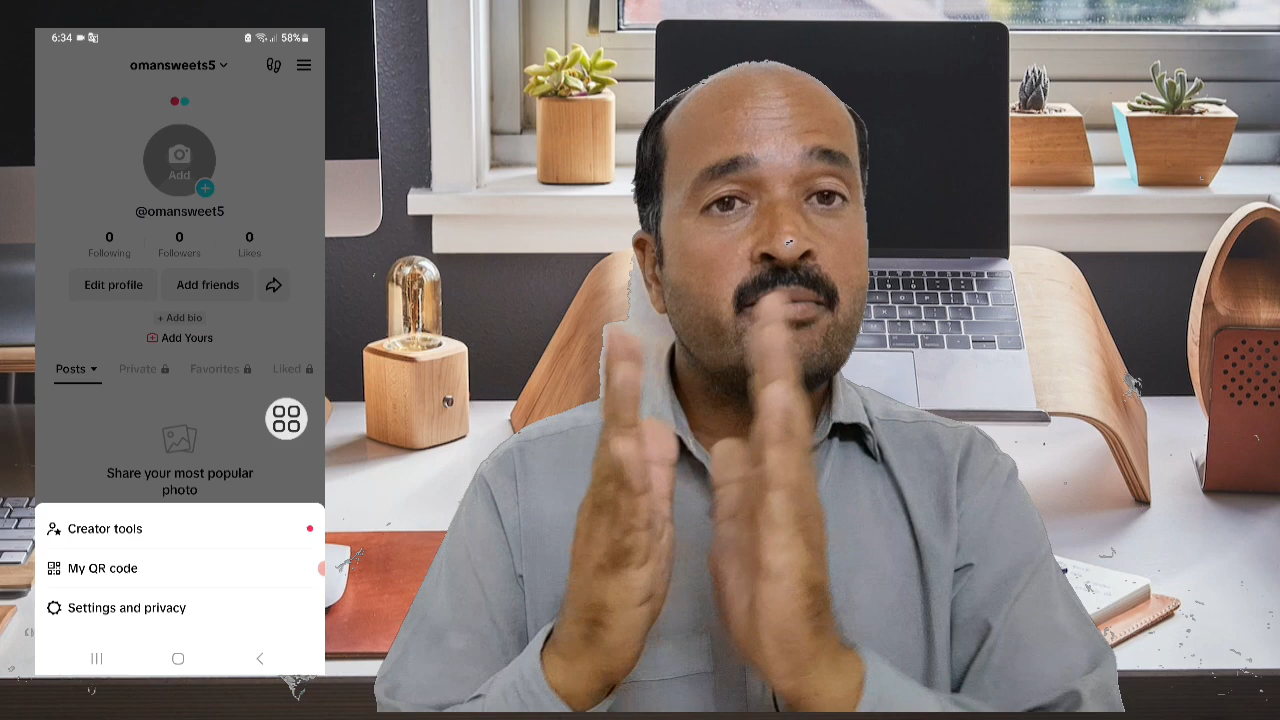 6:34
58%
omansweets5
Add
@omansweet5
0 0 0
Following Followers Likes
Edit profile Add friends
+ Add bio
Add Yours
Posts Private Favorites Liked
Share your most popular
photo
Creator tools
My QR code
Settings and privacy